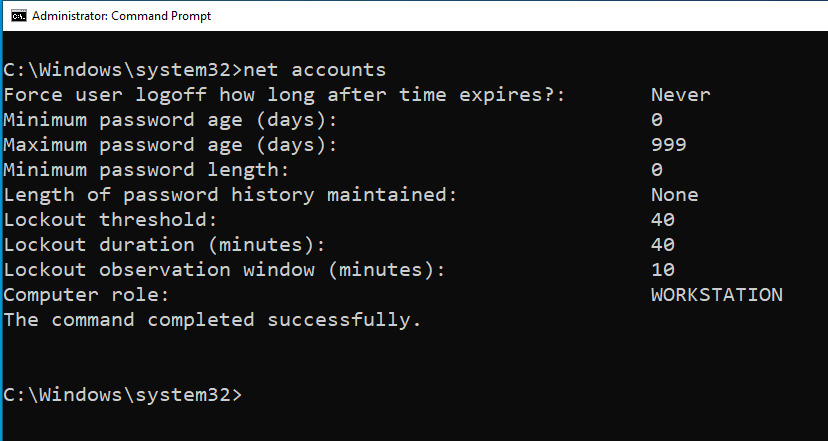 Administrator: Command Prompt
C:\Windows\system32>net accounts
Force user logoff how long after time expires?: Never
Minimum password age (days): 0
Maximum password age (days): 999
Minimum password length: 0
Length of password history maintained: None
Lockout threshold: 40
Lockout duration (minutes): 40
Lockout observation window (minutes): 10
Computer role: WORKSTATION
The command completed successfully.
C:\Windows\system32>